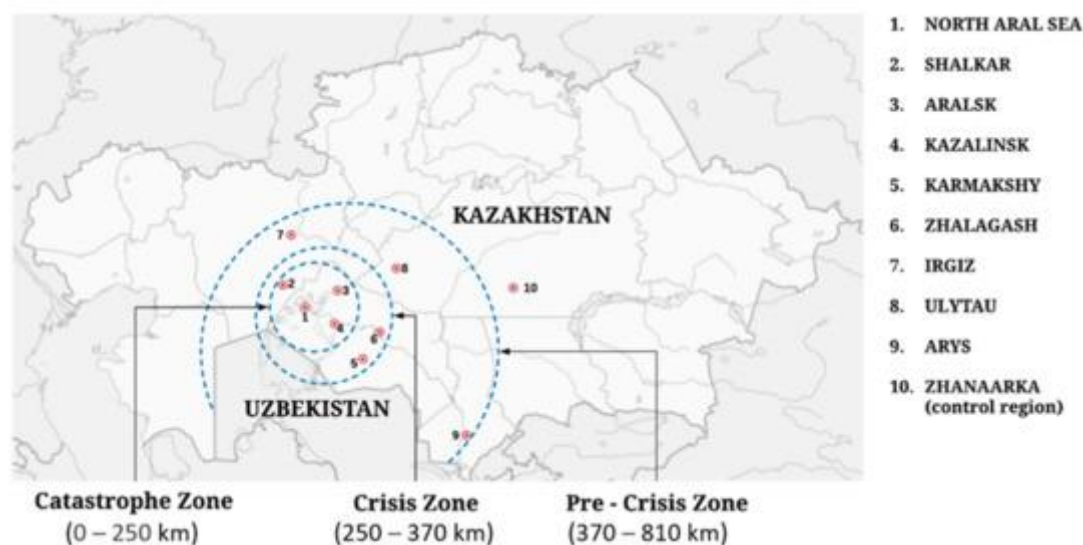 1. NORTH ARAL SEA
2. SHALKAR
3. ARALSK
4. KAZALINSK
5. KARMAKSHY
6. ZHALAGASH
7. IRGIZ
8. ULYTAU
9. ARYS
10. ZHANAARKA
(control region)
KAZAKHSTAN
7
8
2
3
10
1
4
6
5
UZBEKISTAN
9
Catastrophe Zone
(0 – 250 km)
Crisis Zone
(250 – 370 km)
Pre - Crisis Zone
(370 – 810 km)